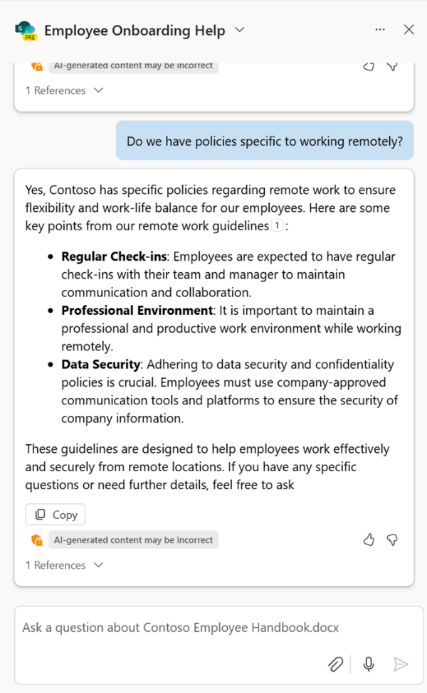 Employee Onboarding Help
PRE
AI-generated content may be incorrect
1 References
Do we have policies specific to working remotely?
Yes, Contoso has specific policies regarding remote work to ensure
flexibility and work-life balance for our employees. Here are some
key points from our remote work guidelines 1 :
• Regular Check-ins: Employees are expected to have regular
check-ins with their team and manager to maintain
communication and collaboration.
• Professional Environment: It is important to maintain a
professional and productive work environment while working
remotely.
• Data Security: Adhering to data security and confidentiality
policies is crucial. Employees must use company-approved
communication tools and platforms to ensure the security of
company information.
These guidelines are designed to help employees work effectively
and securely from remote locations. If you have any specific
questions or need further details, feel free to ask
Copy
AI-generated content may be incorrect
1 References
Ask a question about Contoso Employee Handbook.docx